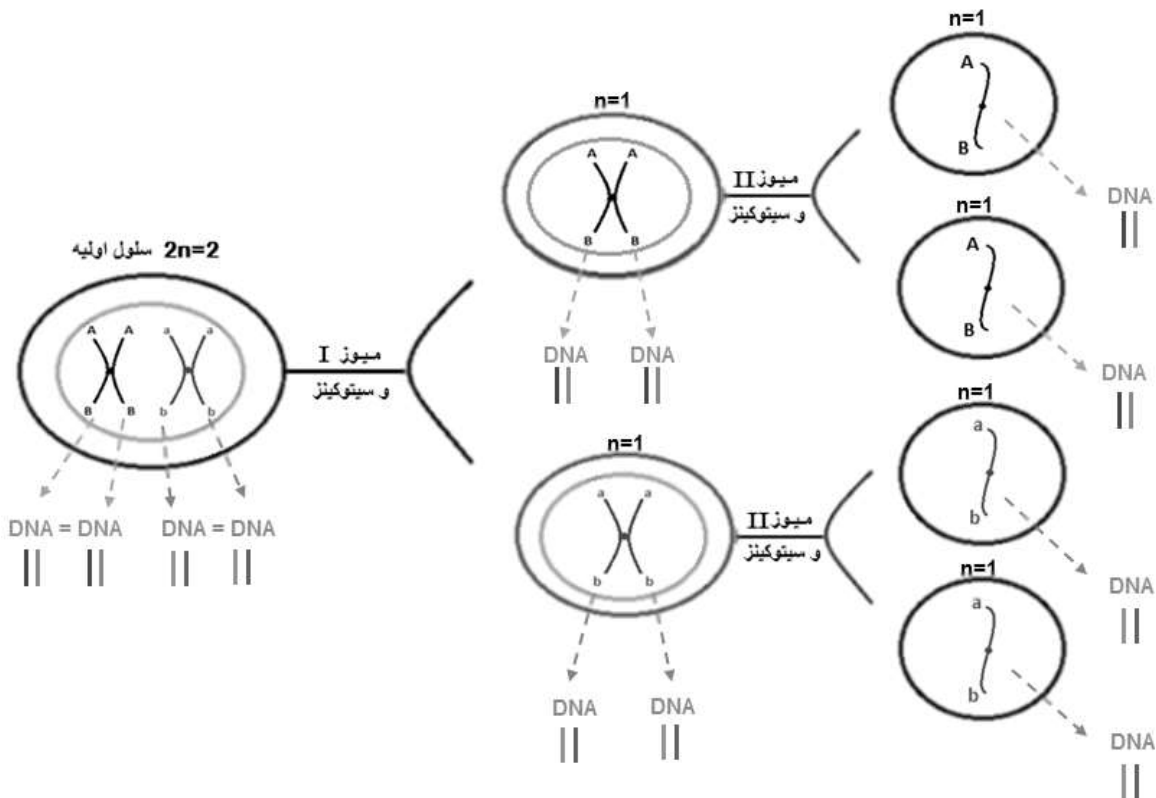 سلول اولیه 2n=2
A A a a
B B b b
DNA = DNA DNA = DNA
میوز I
و سیتوکینز
n=1
A A
B B
DNA DNA
میوز II
و سیتوکینز
n=1
a a
b b
DNA DNA
میوز II
و سیتوکینز
n=1
A
B
DNA
n=1
A
B
DNA
n=1
a
b
DNA
n=1
a
b
DNA